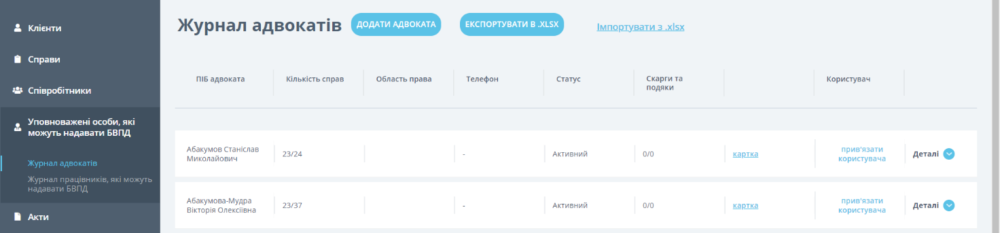 Клієнти
Справи
Співробітники
Уповноважені особи, які
можуть надавати БВПД
Журнал адвокатів
Журнал працівників, які можуть
надавати БВПД
Акти
Журнал адвокатів
ДОДАТИ АДВОКАТА
ЕКСПОРТУВАТИ В .XLSX
Імпортувати з .xlsx
ПІБ адвоката
Кількість справ
Область права
Телефон
Статус
Скарги та
подяки
Користувач
Абакумов Станіслав
Миколайович
23/24
-
Активний
0/0
картка
прив'язати
користувача
Деталі
Абакумова-Мудра
Вікторія Олексіївна
23/37
-
Активний
0/0
картка
прив'язати
користувача
Деталі